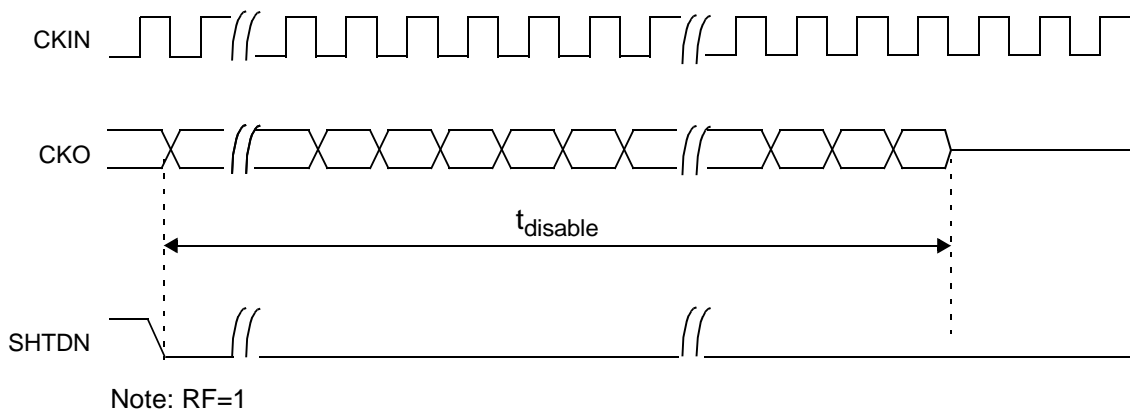 CKIN
CKO
tdisable
SHTDN
Note: RF=1